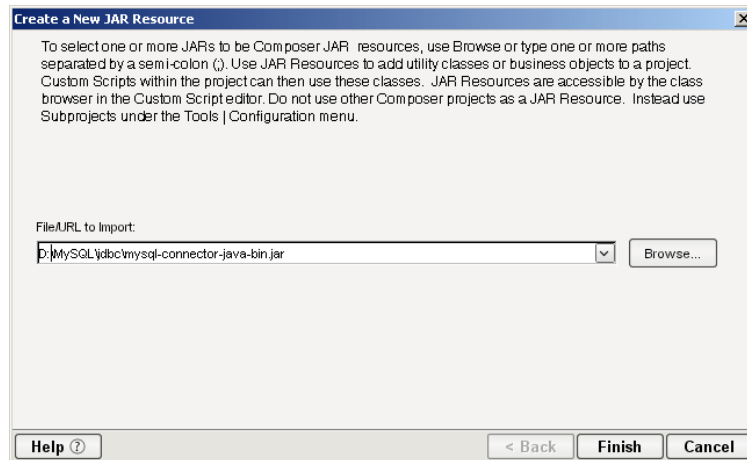 Create a New JAR Resource
To select one or more JARs to be Composer JAR resources, use Browse or type one or more paths
separated by a semi-colon (;). Use JAR Resources to add utility classes or business objects to a project.
Custom Scripts within the project can then use these classes. JAR Resources are accessible by the class
browser in the Custom Script editor. Do not use other Composer projects as a JAR Resource. Instead use
Subprojects under the Tools | Configuration menu.
File/URL to Import:
D:\MySQL\jdbc\mysql-connector-java-bin.jar
Browse...
Help ?
< Back
Finish
Cancel